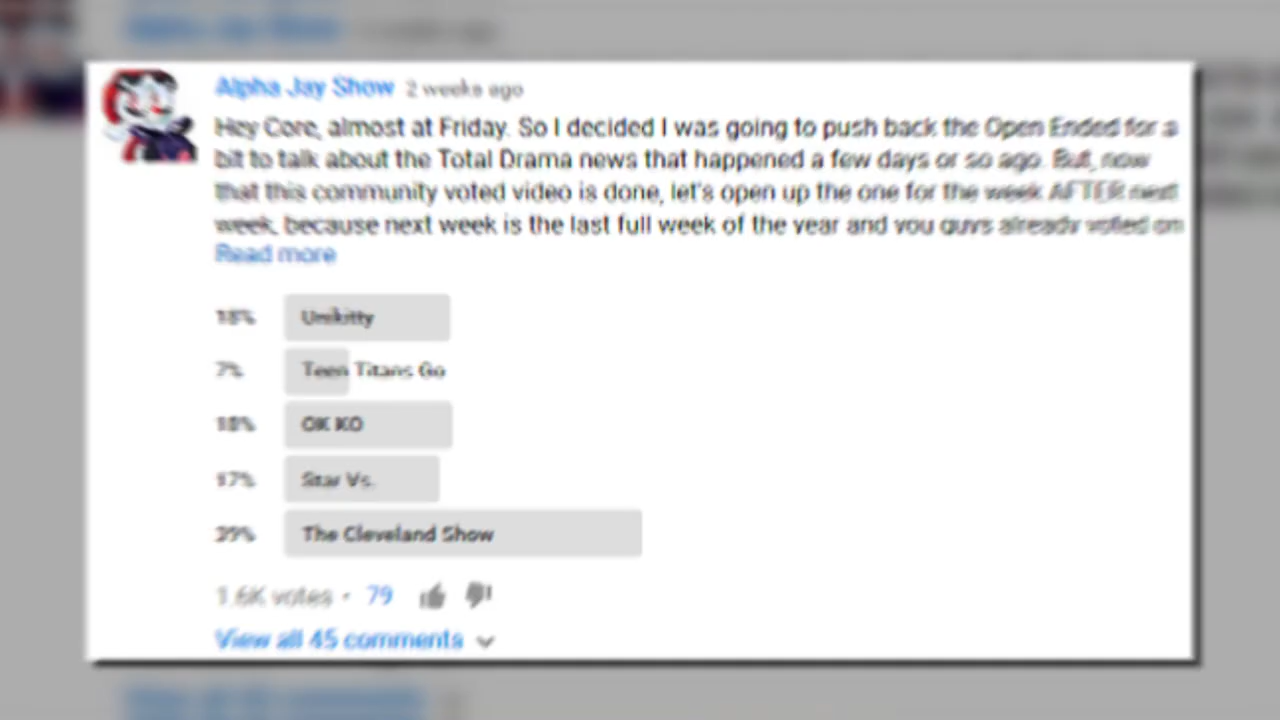 Alpha Jay Show 2 weeks ago
Hey Core, almost at Friday. So I decided I was going to push back the Open Ended for a
bit to talk about the Total Drama news that happened a few days or so ago. But, now
that this community voted video is done, let's open up the one for the week AFTER next
week, because next week is the last full week of the year and you guys already voted on
Read more
18% Unikitty
7% Teen Titans Go
18% OK KO
17% Star Vs.
39% The Cleveland Show
1.6K votes • 79
View all 45 comments